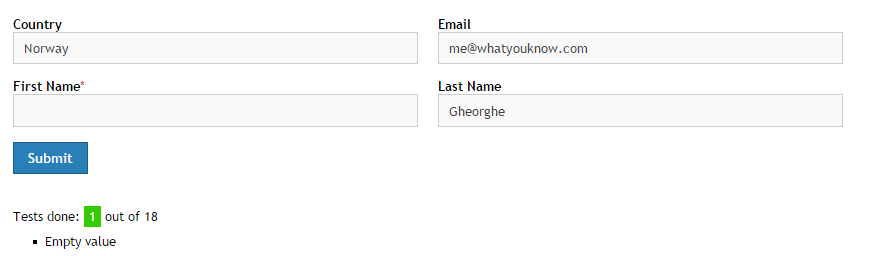 Country Email
Norway me@whatyouknow.com
First Name* Last Name
Gheorghe
Submit
Tests done: 1 out of 18
Empty value